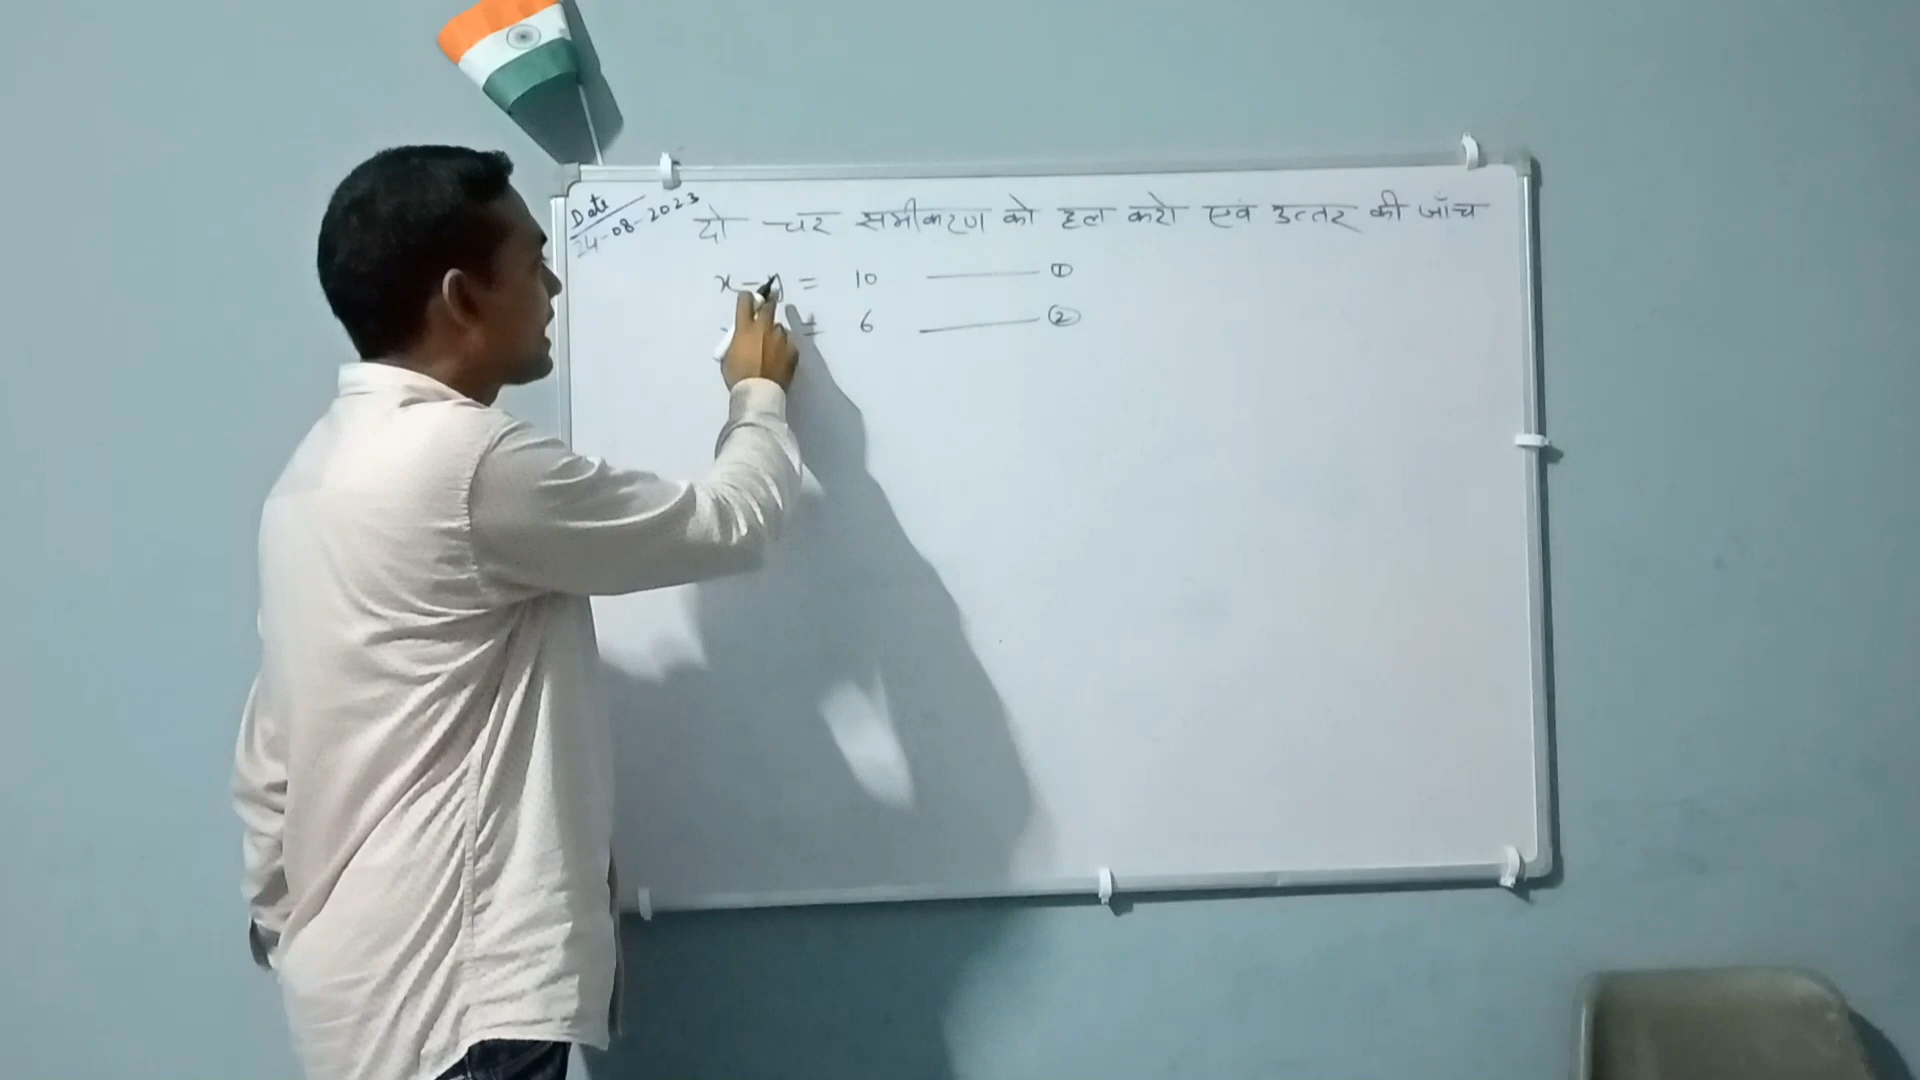 Date
24-08-2023
दो चर समीकरण को हल करो एवं उत्तर की जाँच
x - y = 10 ——— ①
= 6 ——— ②